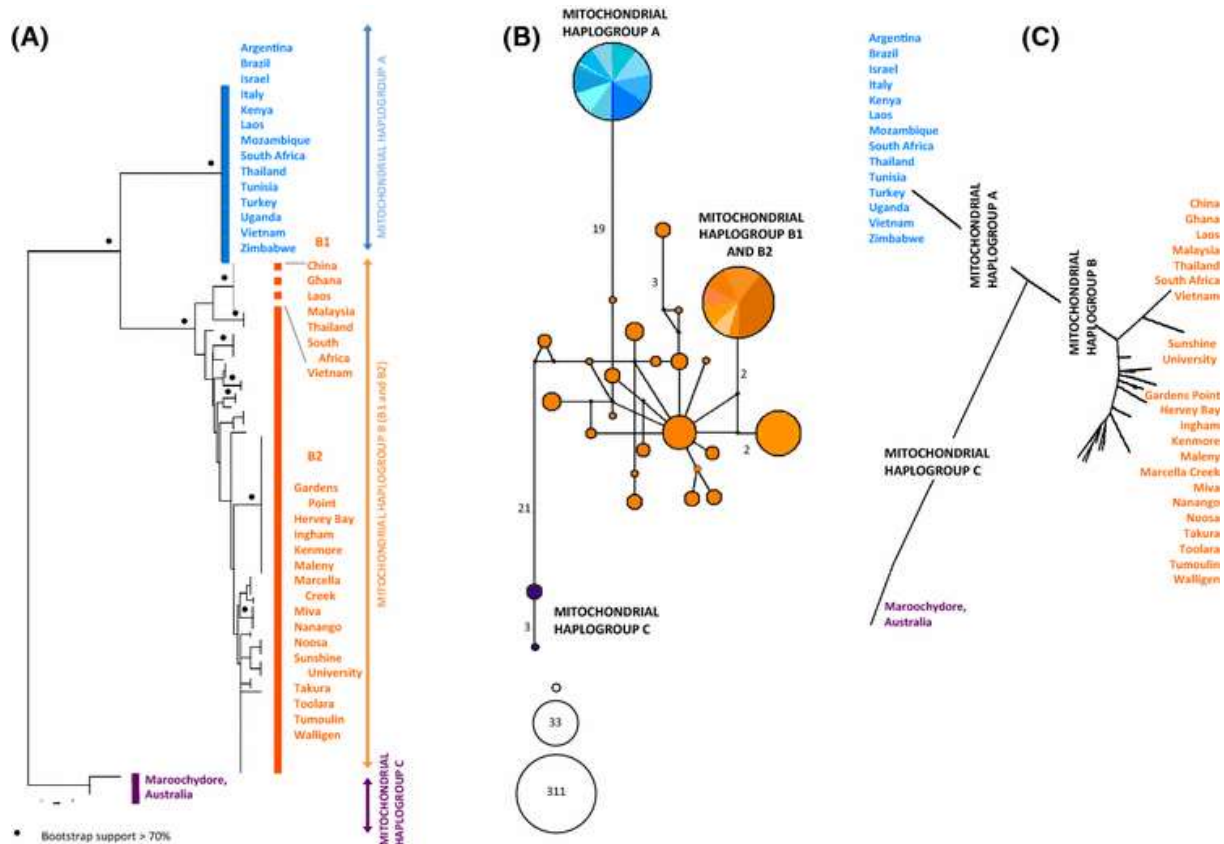 (A)
Argentina
Brazil
Israel
Italy
Kenya
Laos
Mozambique
South Africa
Thailand
Tunisia
Turkey
Uganda
Vietnam
Zimbabwe
MITOCHONDRIAL HAPLOGROUP A
B1
China
Ghana
Laos
Malaysia
Thailand
South
Africa
Vietnam
B2
Gardens
Point
Hervey Bay
Ingham
Kenmore
Maleny
Marcella
Creek
Miva
Nanango
Noosa
Sunshine
University
Takura
Toolara
Tumoulin
Walligen
MITOCHONDRIAL HAPLOGROUP B (B1 and B2)
Maroochydore,
Australia
MITOCHONDRIAL
HAPLOGROUP C
• Bootstrap support > 70%
(B)
MITOCHONDRIAL
HAPLOGROUP A
19
MITOCHONDRIAL
HAPLOGROUP B1
AND B2
3
2
2
21
MITOCHONDRIAL
HAPLOGROUP C
3
33
311
(C)
Argentina
Brazil
Israel
Italy
Kenya
Laos
Mozambique
South Africa
Thailand
Tunisia
Turkey
Uganda
Vietnam
Zimbabwe
MITOCHONDRIAL
HAPLOGROUP A
MITOCHONDRIAL
HAPLOGROUP B
China
Ghana
Laos
Malaysia
Thailand
South Africa
Vietnam
Sunshine
University
Gardens Point
Hervey Bay
Ingham
Kenmore
Maleny
Marcella Creek
Miva
Nanango
Noosa
Takura
Toolara
Tumoulin
Walligen
MITOCHONDRIAL
HAPLOGROUP C
Maroochydore,
Australia